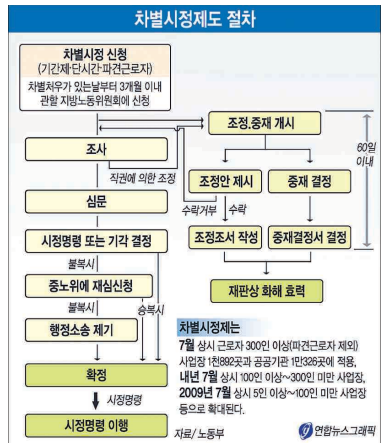 차별시정제도 절차
차별시정 신청
(기간제·단시간·파견근로자)
차별처우가 있는날부터 3개월 이내
관할 지방노동위원회에 신청
조사
직권에 의한 조정
심문
시정명령 또는 기각 결정
불복시
중노위에 재심신청
불복시
승복시
행정소송 제기
확정
시정명령
시정명령 이행
조정.중재 개시
60일
이내
조정안 제시
중재 결정
수락거부
수락
조정조서 작성
중재결정서 결정
재판상 화해 효력
차별시정제는
7월 상시 근로자 300인 이상(파견근로자 제외)
사업장 1천892곳과 공공기관 1만326곳에 적용,
내년 7월 상시 100인 이상~300인 미만 사업장,
2009년 7월 상시 5인 이상~100인 미만 사업장
등으로 확대된다.
자료/노동부
연합뉴스그래픽